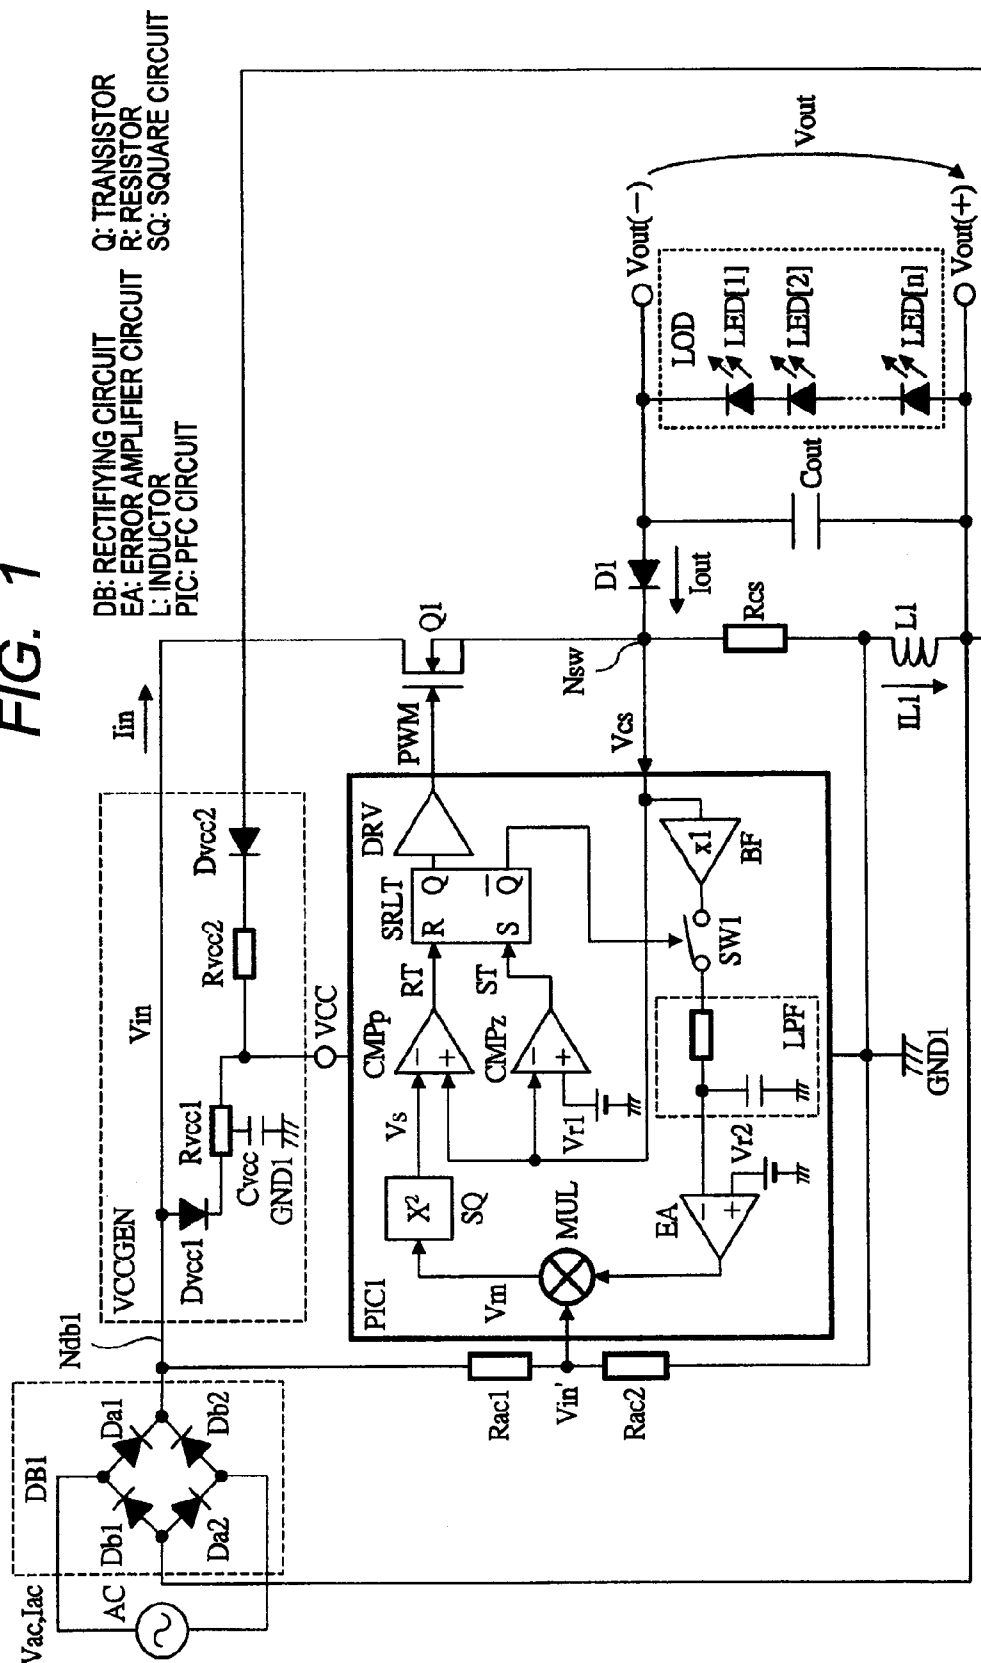 FIG. 1
DB: RECTIFIYING CIRCUIT
EA: ERROR AMPLIFIER CIRCUIT
L: INDUCTOR
PIC: PFC CIRCUIT
Q: TRANSISTOR
R: RESISTOR
SQ: SQUARE CIRCUIT
Vac,Iac
AC
DB1
Da1
Db1
Db2
Da2
Ndb1
VCCGEN
Dvcc1
Rvcc1
Cvcc
GND1
Vin
Rvcc2
Dvcc2
Iin
VCC
PIC1
Rac1
Vin'
Rac2
MUL
Vm
X²
SQ
Vs
CMPp
−
+
RT
SRLT
R
Q
S
Q
DRV
PWM
Q1
CMPz
−
+
ST
Vr1
EA
−
+
Vr2
LPF
SW1
x1
BF
Vcs
Nsw
D1
Iout
Rcs
IL1
L1
GND1
Cout
LOD
LED[1]
LED[2]
LED[n]
Vout(−)
Vout
Vout(+)